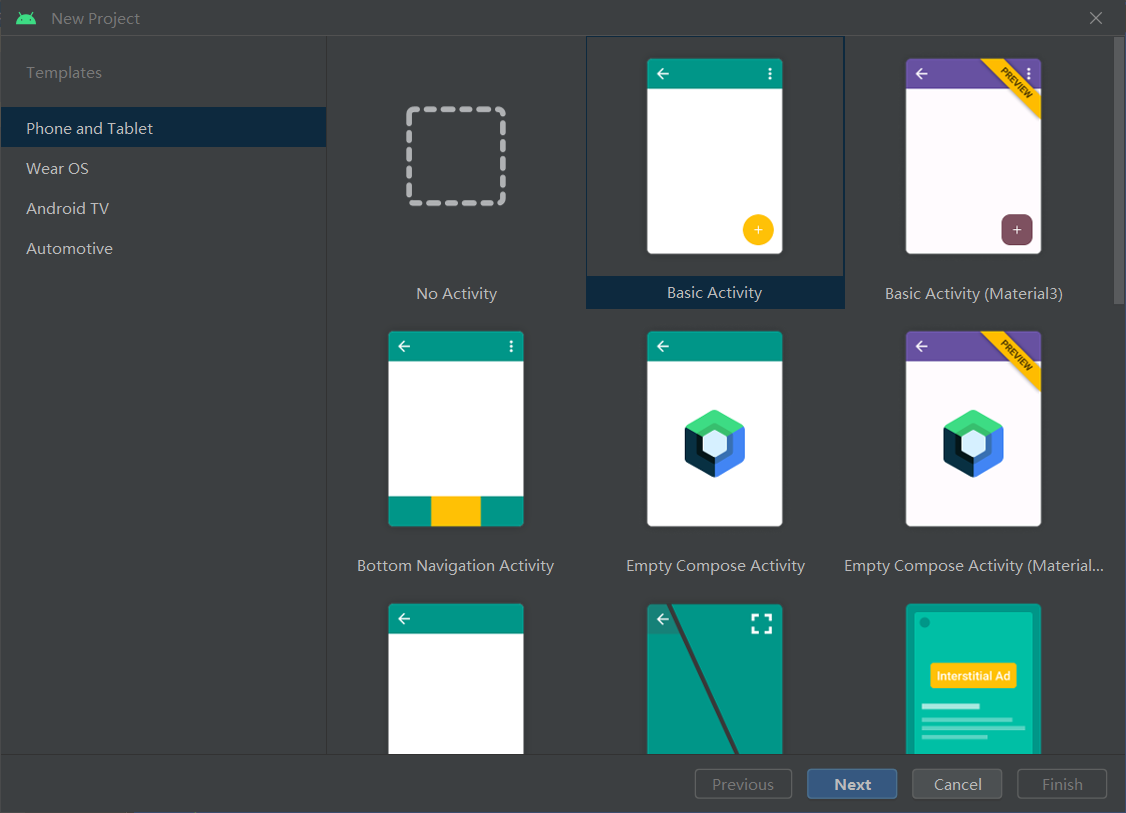 New Project
Templates
Phone and Tablet
Wear OS
Android TV
Automotive
PREVIEW
No Activity
Basic Activity
Basic Activity (Material3)
PREVIEW
Bottom Navigation Activity
Empty Compose Activity
Empty Compose Activity (Material...
Interstitial Ad
Previous
Next
Cancel
Finish